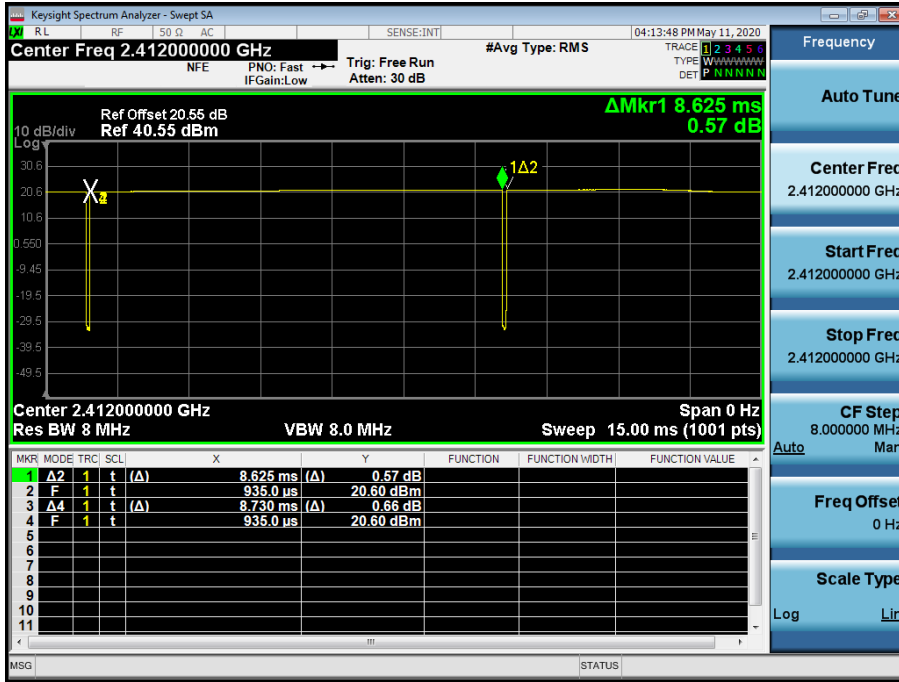 Keysight Spectrum Analyzer - Swept SA
LXI RL RF 50 Ω AC SENSE:INT 04:13:48 PM May 11, 2020
Center Freq 2.412000000 GHz #Avg Type: RMS TRACE 1 2 3 4 5 6
NFE PNO: Fast Trig: Free Run TYPE WWWWWWW
IFGain:Low Atten: 30 dB DET P N N N N N
Ref Offset 20.55 dB ΔMkr1 8.625 ms
10 dB/div Ref 40.55 dBm 0.57 dB
Log
30.6
1Δ2
20.6
10.6
0.550
-9.45
-19.5
-29.5
-39.5
-49.5
Center 2.412000000 GHz Span 0 Hz
Res BW 8 MHz VBW 8.0 MHz Sweep 15.00 ms (1001 pts)
MKR MODE TRC SCL X Y FUNCTION FUNCTION WIDTH FUNCTION VALUE
1 Δ2 1 t (Δ) 8.625 ms (Δ) 0.57 dB
2 F 1 t 935.0 µs 20.60 dBm
3 Δ4 1 t (Δ) 8.730 ms (Δ) 0.66 dB
4 F 1 t 935.0 µs 20.60 dBm
5
6
7
8
9
10
11
MSG STATUS
Frequency
Auto Tune
Center Freq
2.412000000 GHz
Start Freq
2.412000000 GHz
Stop Freq
2.412000000 GHz
CF Step
8.000000 MHz
Auto Man
Freq Offset
0 Hz
Scale Type
Log Lin